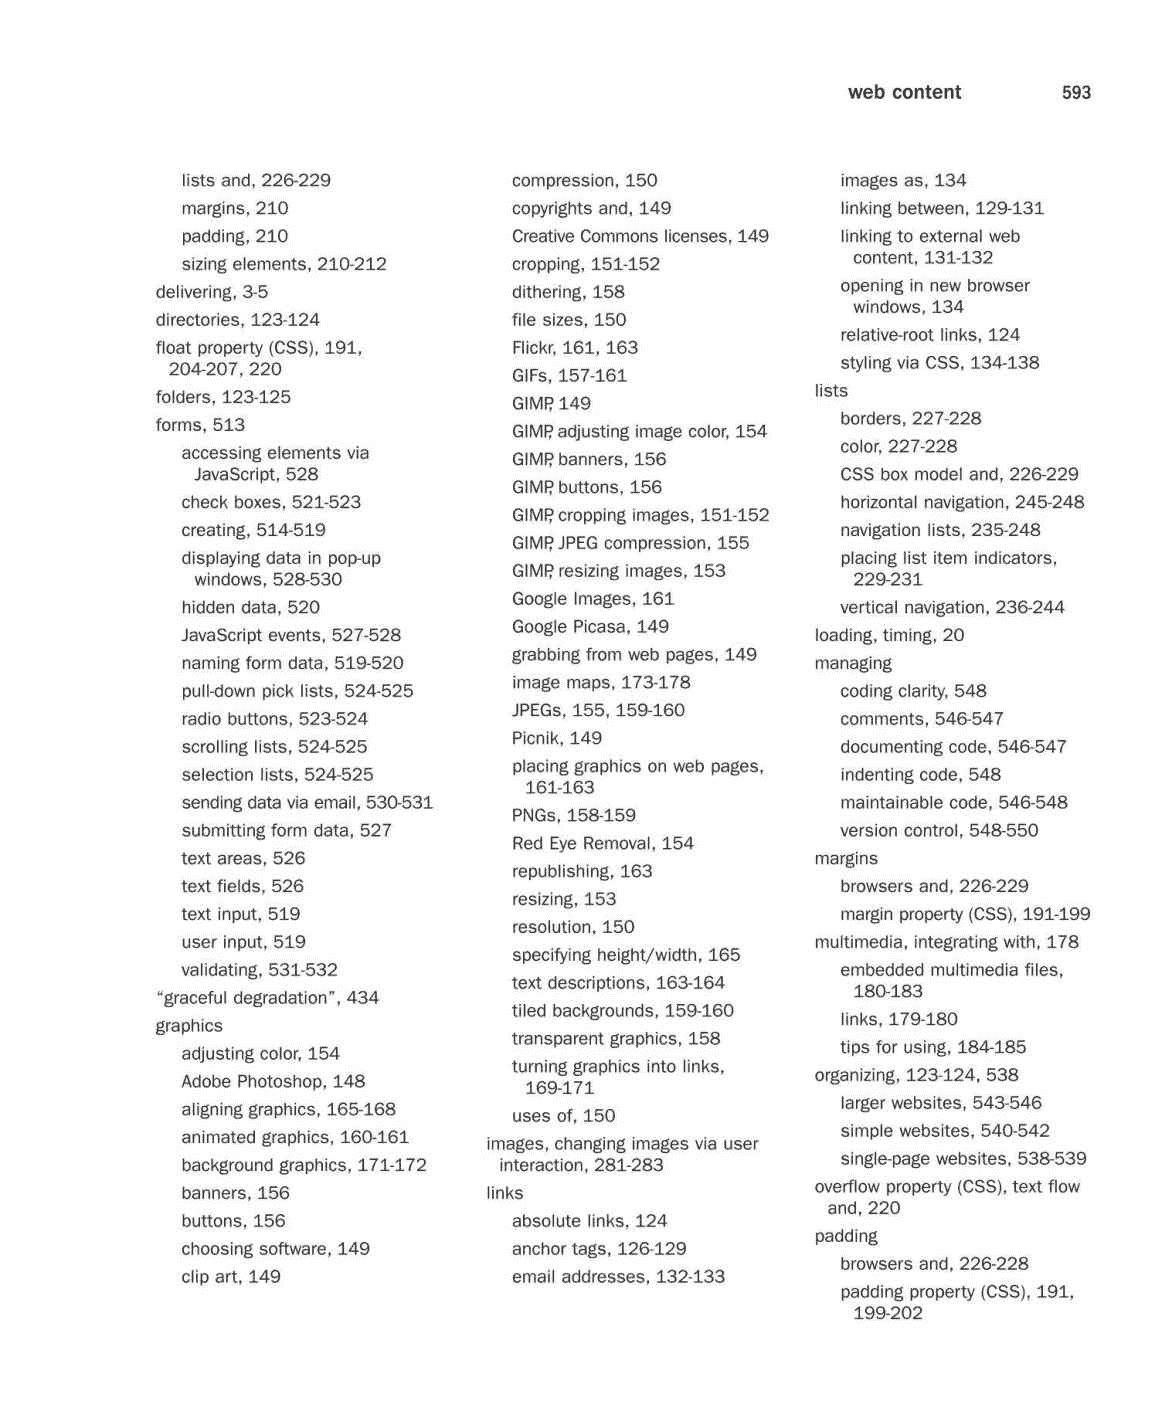 web content 593
lists and, 226-229
margins, 210
padding, 210
sizing elements, 210-212
delivering, 3-5
directories, 123-124
float property (CSS), 191,
204-207, 220
folders, 123-125
forms, 513
accessing elements via
JavaScript, 528
check boxes, 521-523
creating, 514-519
displaying data in pop-up
windows, 528-530
hidden data, 520
JavaScript events, 527-528
naming form data, 519-520
pull-down pick lists, 524-525
radio buttons, 523-524
scrolling lists, 524-525
selection lists, 524-525
sending data via email, 530-531
submitting form data, 527
text areas, 526
text fields, 526
text input, 519
user input, 519
validating, 531-532
“graceful degradation”, 434
graphics
adjusting color, 154
Adobe Photoshop, 148
aligning graphics, 165-168
animated graphics, 160-161
background graphics, 171-172
banners, 156
buttons, 156
choosing software, 149
clip art, 149
compression, 150
copyrights and, 149
Creative Commons licenses, 149
cropping, 151-152
dithering, 158
file sizes, 150
Flickr, 161, 163
GIFs, 157-161
GIMP, 149
GIMP, adjusting image color, 154
GIMP, banners, 156
GIMP, buttons, 156
GIMP, cropping images, 151-152
GIMP, JPEG compression, 155
GIMP, resizing images, 153
Google Images, 161
Google Picasa, 149
grabbing from web pages, 149
image maps, 173-178
JPEGs, 155, 159-160
Picnik, 149
placing graphics on web pages,
161-163
PNGs, 158-159
Red Eye Removal, 154
republishing, 163
resizing, 153
resolution, 150
specifying height/width, 165
text descriptions, 163-164
tiled backgrounds, 159-160
transparent graphics, 158
turning graphics into links,
169-171
uses of, 150
images, changing images via user
interaction, 281-283
links
absolute links, 124
anchor tags, 126-129
email addresses, 132-133
images as, 134
linking between, 129-131
linking to external web
content, 131-132
opening in new browser
windows, 134
relative-root links, 124
styling via CSS, 134-138
lists
borders, 227-228
color, 227-228
CSS box model and, 226-229
horizontal navigation, 245-248
navigation lists, 235-248
placing list item indicators,
229-231
vertical navigation, 236-244
loading, timing, 20
managing
coding clarity, 548
comments, 546-547
documenting code, 546-547
indenting code, 548
maintainable code, 546-548
version control, 548-550
margins
browsers and, 226-229
margin property (CSS), 191-199
multimedia, integrating with, 178
embedded multimedia files,
180-183
links, 179-180
tips for using, 184-185
organizing, 123-124, 538
larger websites, 543-546
simple websites, 540-542
single-page websites, 538-539
overflow property (CSS), text flow
and, 220
padding
browsers and, 226-228
padding property (CSS), 191,
199-202